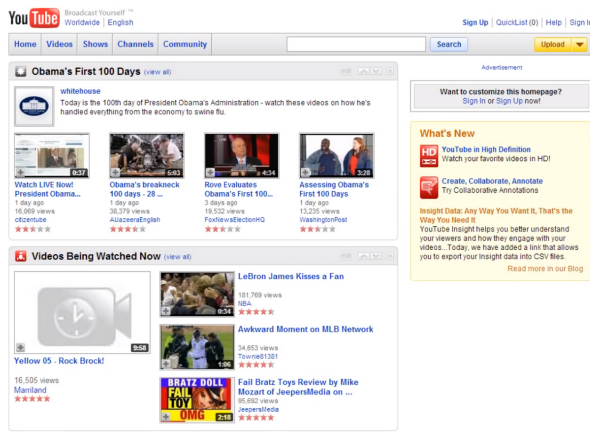 YouTube Broadcast Yourself ™
Worldwide | English
Sign Up | QuickList (0) | Help | Sign
Home Videos Shows Channels Community Search Upload
Obama's First 100 Days (view all)
whitehouse
Today is the 100th day of President Obama's Administration - watch these videos on how he's
handled everything from the economy to swine flu.
0:37 5:03 4:34 3:28
Watch LIVE Now! Obama's breakneck Rove Evaluates Assessing Obama's
President Obama... 100 days - 28 ... Obama's First 100... First 100 Days
1 day ago 1 day ago 3 days ago 1 day ago
16,669 views 38,379 views 19,532 views 13,235 views
citizentube AlJazeeraEnglish FoxNewsElectionHQ WashingtonPost
Videos Being Watched Now (view all)
9:58
Yellow 05 - Rock Brock!
16,505 views
Marriland
0:34
LeBron James Kisses a Fan
181,769 views
NBA
1:06
Awkward Moment on MLB Network
34,653 views
Townie81381
BRATZ DOLL
FAIL
TOY
OMG
2:18
Fail Bratz Toys Review by Mike
Mozart of JeepersMedia on ...
95,692 views
JeepersMedia
Advertisement
Want to customize this homepage?
Sign In or Sign Up now!
What's New
HD
YouTube in High Definition
Watch your favorite videos in HD!
Create, Collaborate, Annotate
Try Collaborative Annotations
Insight Data: Any Way You Want It, That's the
Way You Need It
YouTube Insight helps you better understand
your viewers and how they engage with your
videos...Today, we have added a link that allows
you to export your Insight data into CSV files.
Read more in our Blog